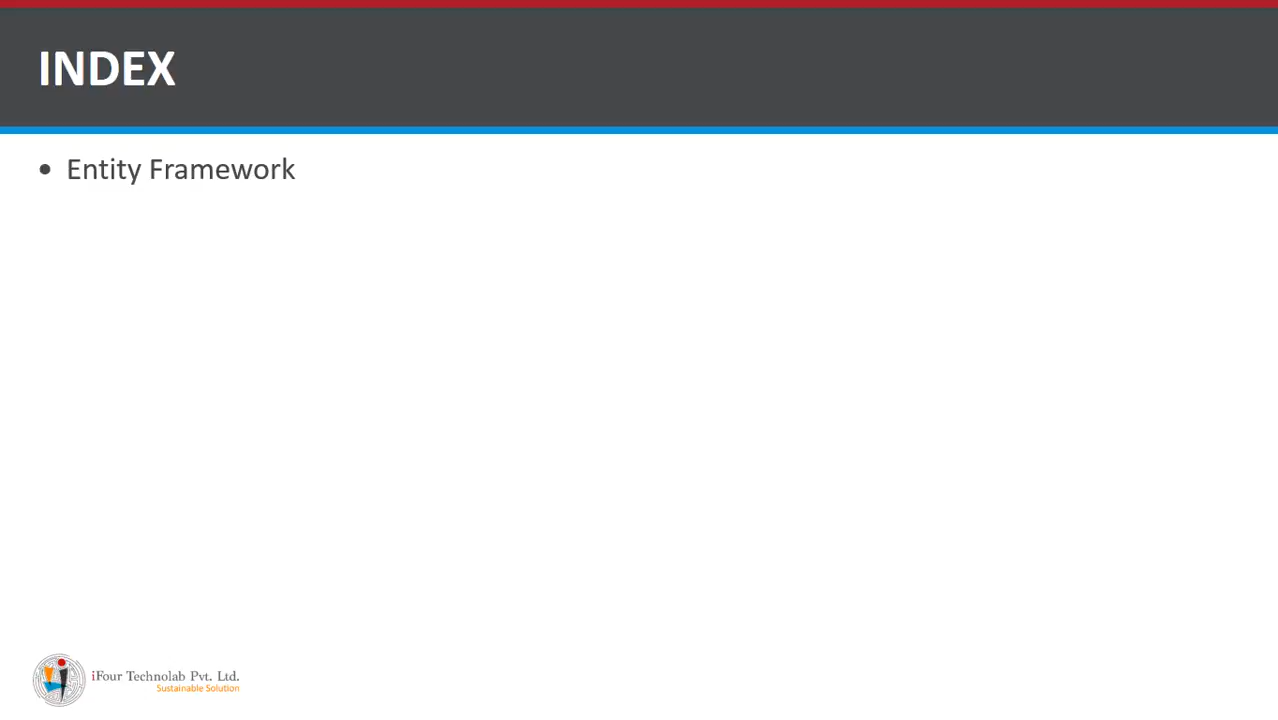 INDEX
• Entity Framework
iFour Technolab Pvt. Ltd.
Sustainable Solution